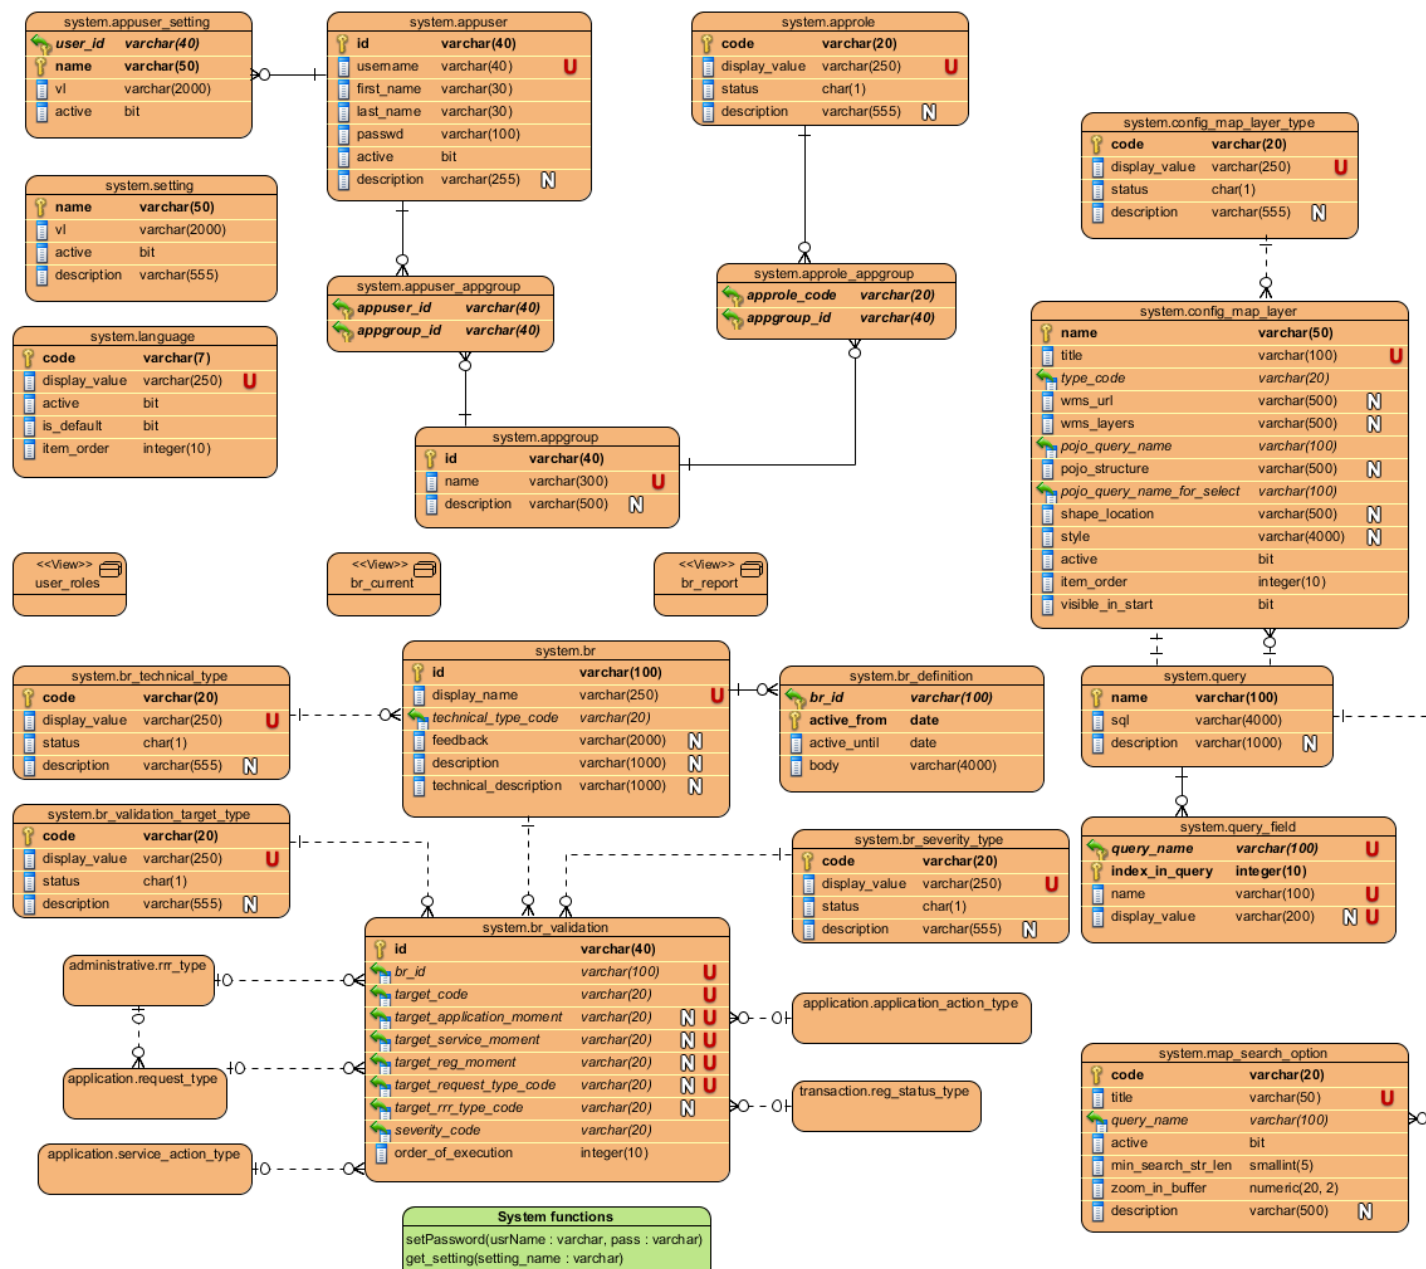 system.appuser_setting
user_id varchar(40)
name varchar(50)
vl varchar(2000)
active bit
system.appuser
id varchar(40)
username varchar(40) U
first_name varchar(30)
last_name varchar(30)
passwd varchar(100)
active bit
description varchar(255) N
system.approle
code varchar(20)
display_value varchar(250) U
status char(1)
description varchar(555) N
system.config_map_layer_type
code varchar(20)
display_value varchar(250) U
status char(1)
description varchar(555) N
system.setting
name varchar(50)
vl varchar(2000)
active bit
description varchar(555)
system.appuser_appgroup
appuser_id varchar(40)
appgroup_id varchar(40)
system.approle_appgroup
approle_code varchar(20)
appgroup_id varchar(40)
system.config_map_layer
name varchar(50)
title varchar(100) U
type_code varchar(20)
wms_url varchar(500) N
wms_layers varchar(500) N
pojo_query_name varchar(100)
pojo_structure varchar(500) N
pojo_query_name_for_select varchar(100)
shape_location varchar(500) N
style varchar(4000) N
active bit
item_order integer(10)
visible_in_start bit
system.language
code varchar(7)
display_value varchar(250) U
active bit
is_default bit
item_order integer(10)
system.appgroup
id varchar(40)
name varchar(300) U
description varchar(500) N
<<View>>
user_roles
<<View>>
br_current
<<View>>
br_report
system.br_technical_type
code varchar(20)
display_value varchar(250) U
status char(1)
description varchar(555) N
system.br
id varchar(100)
display_name varchar(250) U
technical_type_code varchar(20)
feedback varchar(2000) N
description varchar(1000) N
technical_description varchar(1000) N
system.br_definition
br_id varchar(100)
active_from date
active_until date
body varchar(4000)
system.query
name varchar(100)
sql varchar(4000)
description varchar(1000) N
system.br_validation_target_type
code varchar(20)
display_value varchar(250) U
status char(1)
description varchar(555) N
system.br_severity_type
code varchar(20)
display_value varchar(250) U
status char(1)
description varchar(555) N
system.query_field
query_name varchar(100) U
index_in_query integer(10)
name varchar(100) U
display_value varchar(200) N U
system.br_validation
id varchar(40)
br_id varchar(100) U
target_code varchar(20) U
target_application_moment varchar(20) N U
target_service_moment varchar(20) N U
target_reg_moment varchar(20) N U
target_request_type_code varchar(20) N U
target_rrr_type_code varchar(20) N
severity_code varchar(20)
order_of_execution integer(10)
administrative.rrr_type
application.request_type
application.service_action_type
application.application_action_type
transaction.reg_status_type
system.map_search_option
code varchar(20)
title varchar(50) U
query_name varchar(100)
active bit
min_search_str_len smallint(5)
zoom_in_buffer numeric(20, 2)
description varchar(500) N
System functions
setPassword(usrName : varchar, pass : varchar)
get_setting(setting_name : varchar)